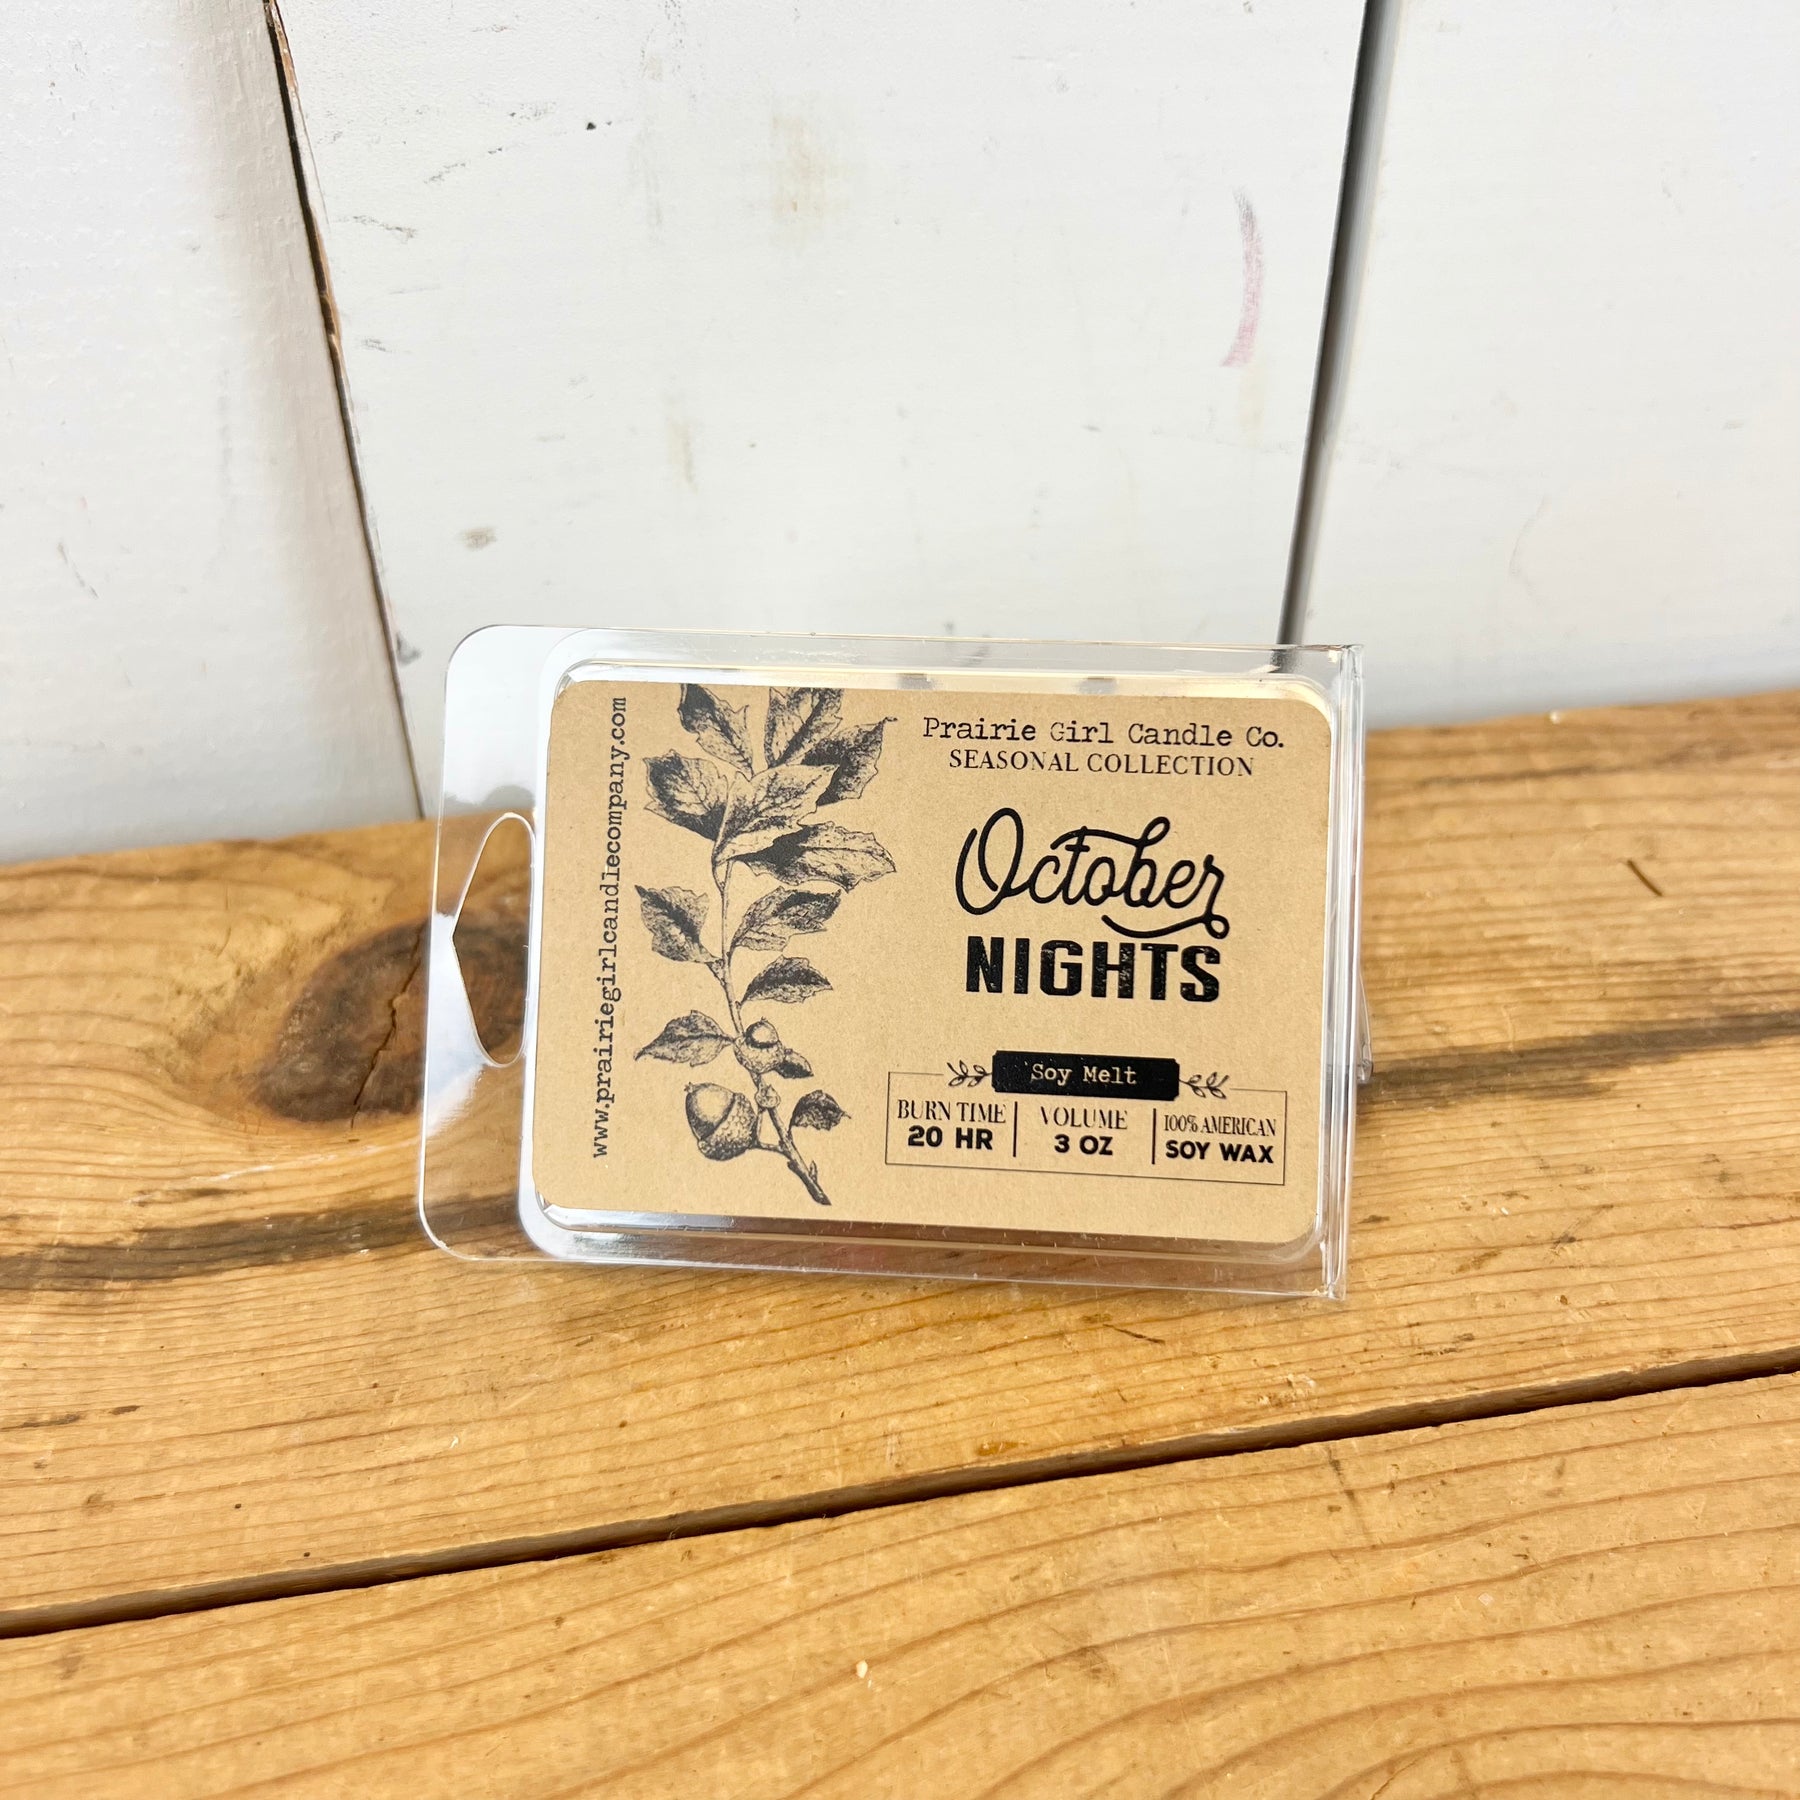 www.prairiegirlcandlecompany.com
Prairie Girl Candle Co.
SEASONAL COLLECTION
October
NIGHTS
Soy Melt
BURN TIME
20 HR
VOLUME
3 OZ
100% AMERICAN
SOY WAX